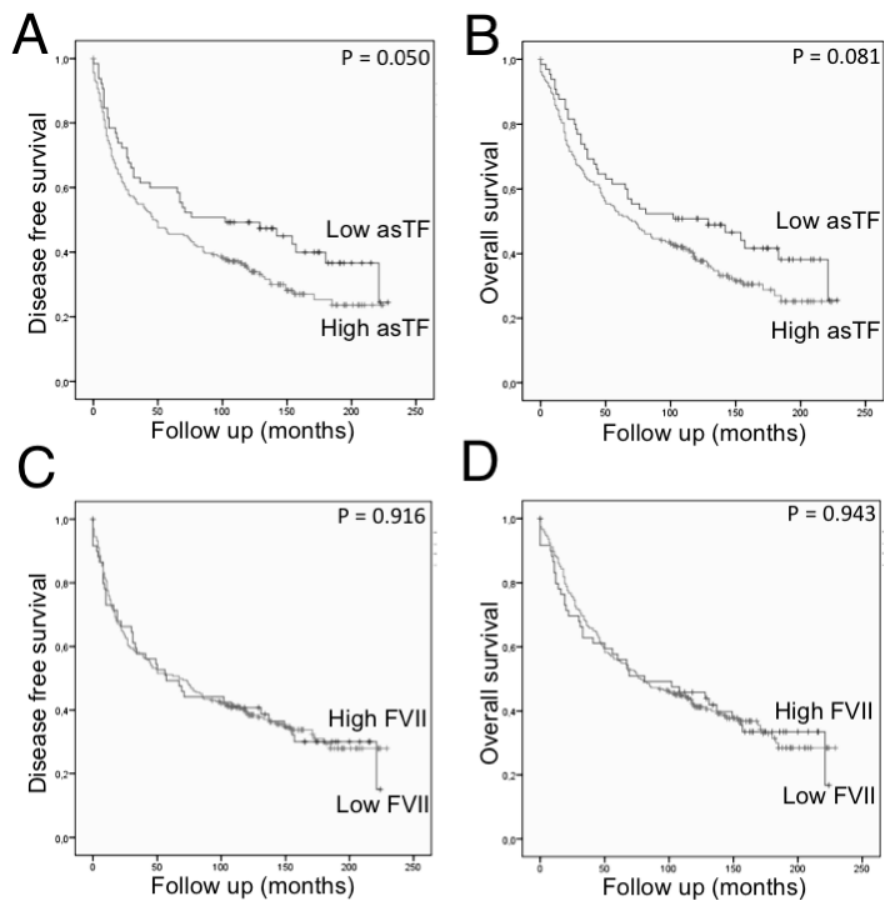 A
P = 0.050
Disease free survival
1,0
0,8
0,6
0,4
0,2
0,0
Low asTF
High asTF
0 50 100 150 200 250
Follow up (months)
B
P = 0.081
Overall survival
1,0
0,8
0,6
0,4
0,2
0,0
Low asTF
High asTF
0 50 100 150 200 250
Follow up (months)
C
P = 0.916
Disease free survival
1,0
0,8
0,6
0,4
0,2
0,0
High FVII
Low FVII
0 50 100 150 200 250
Follow up (months)
D
P = 0.943
Overall survival
1,0
0,8
0,6
0,4
0,2
0,0
High FVII
Low FVII
0 50 100 150 200 250
Follow up (months)